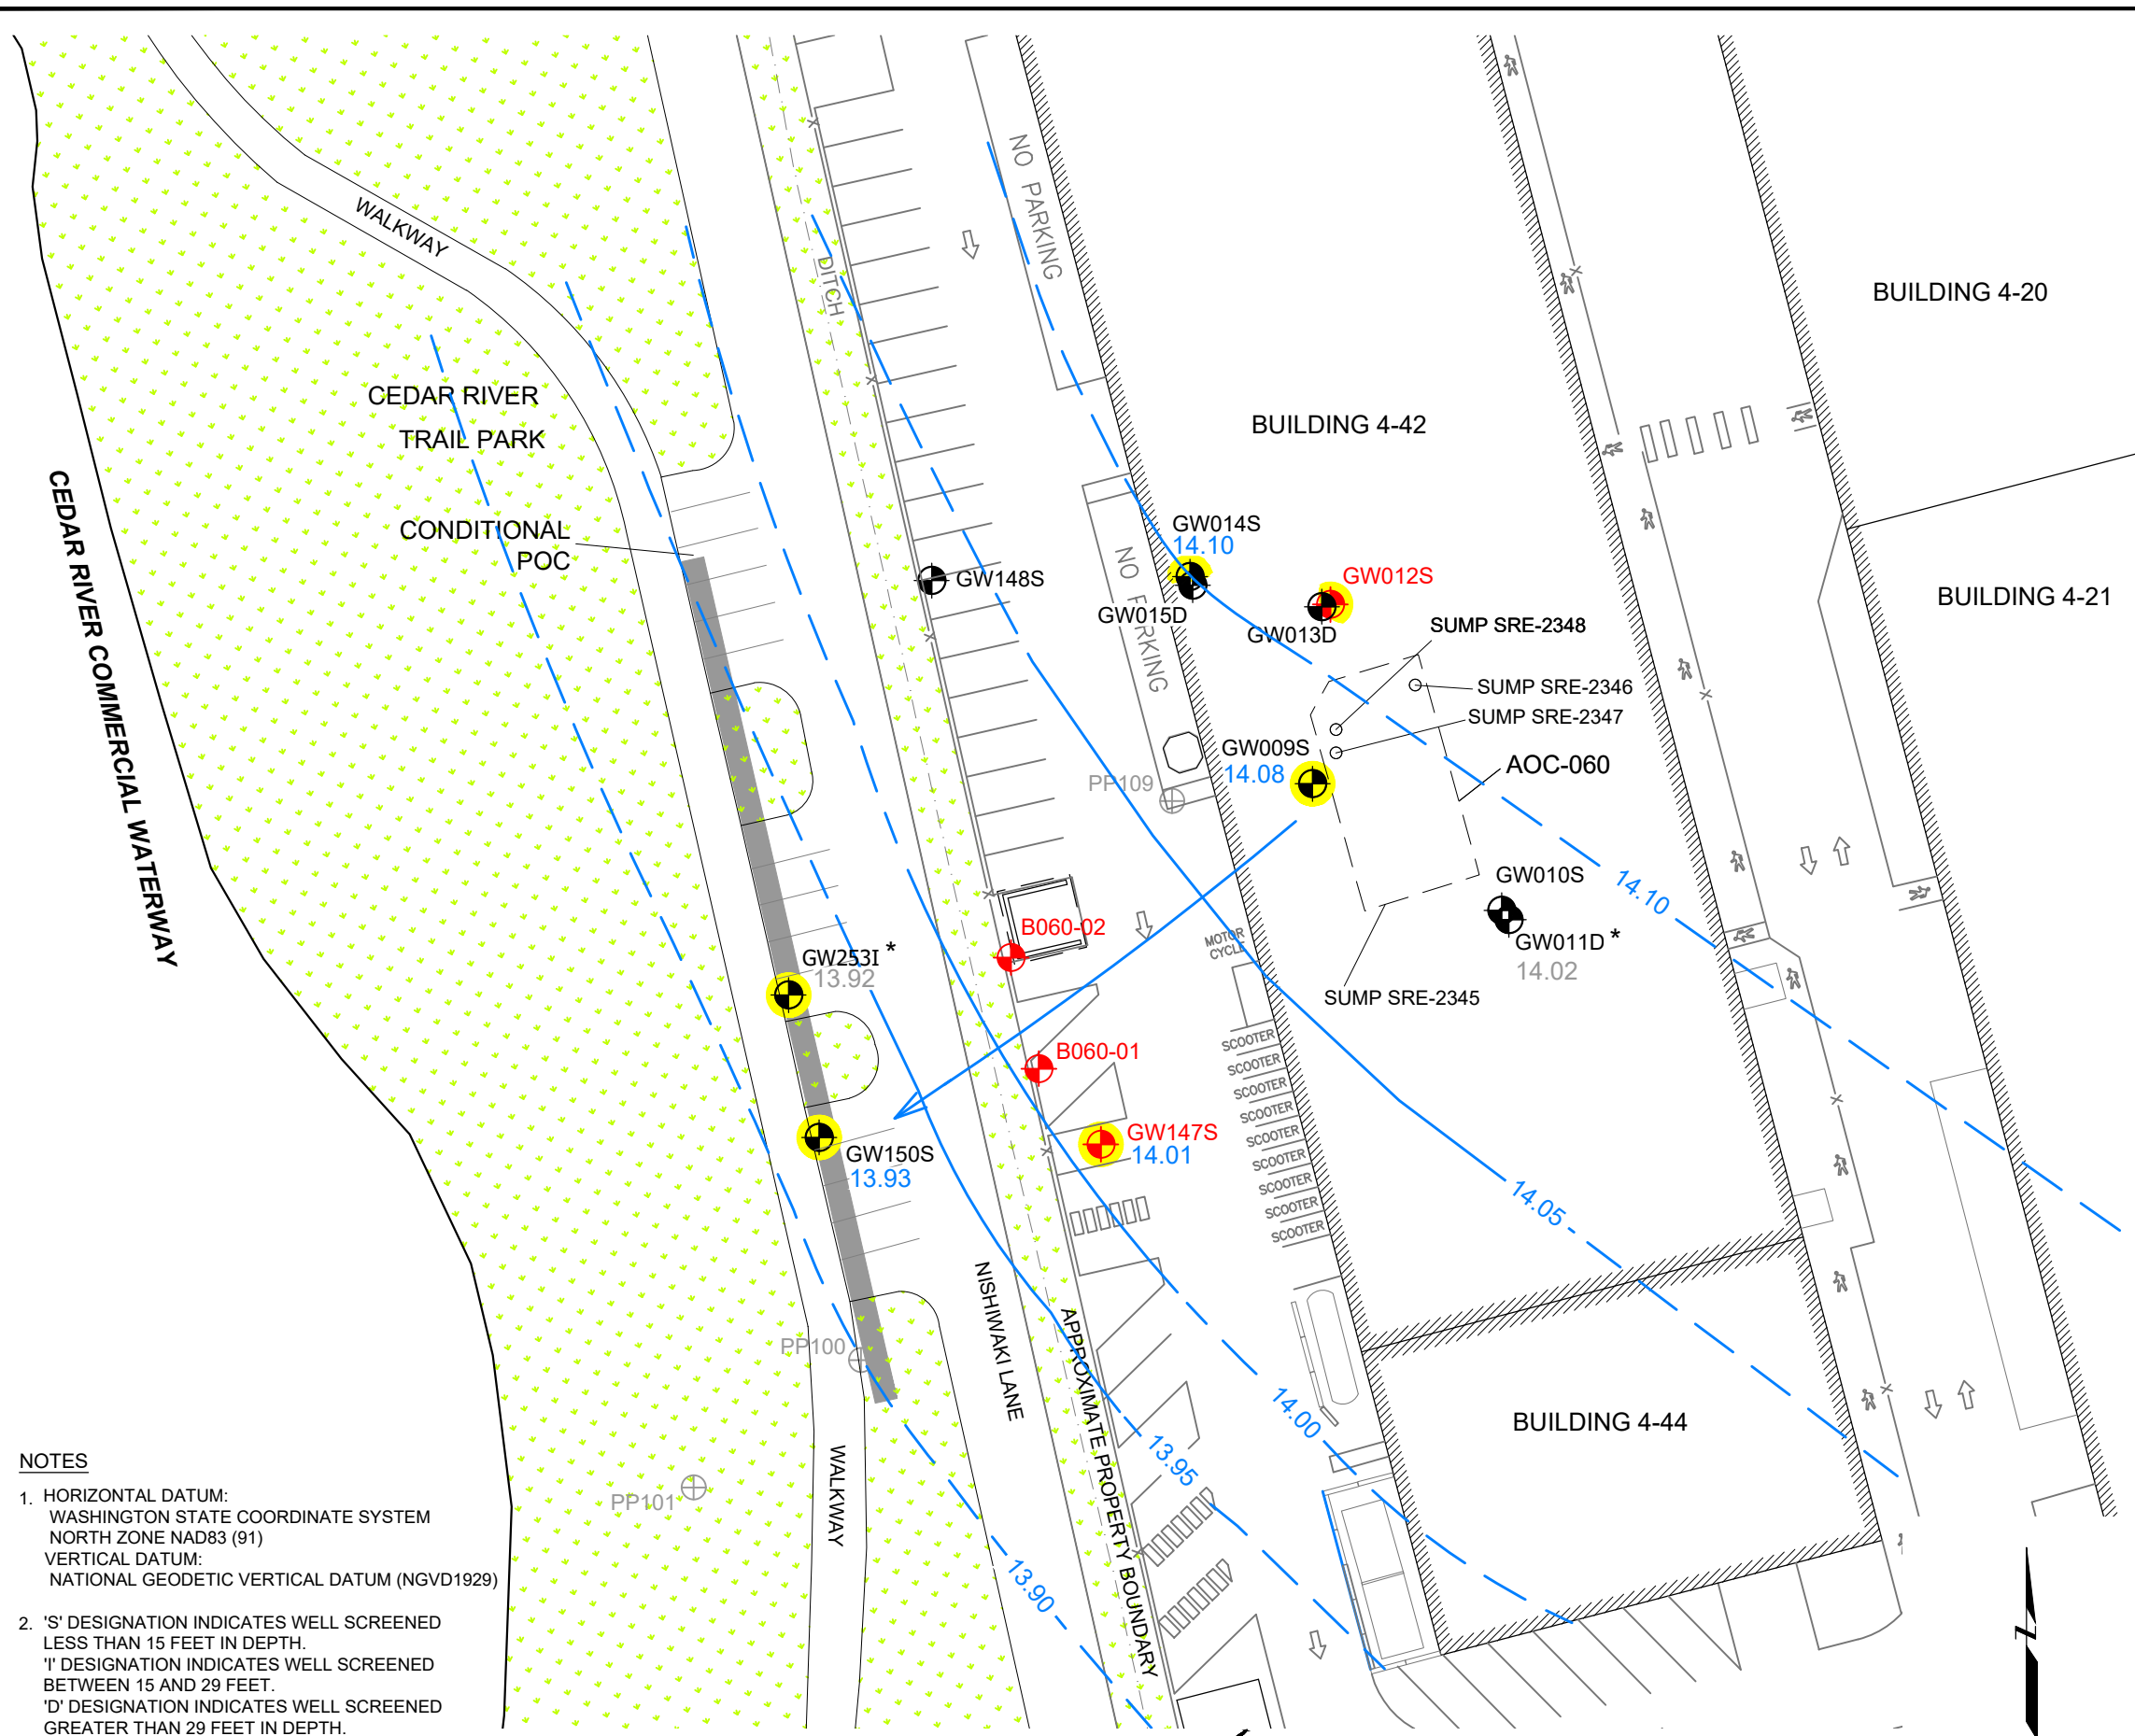 WALKWAY
DITCH
NO PARKING
BUILDING 4-20
CEDAR RIVER
TRAIL PARK
BUILDING 4-42
CEDAR RIVER COMMERCIAL WATERWAY
CONDITIONAL
POC
GW148S
NO PARKING
GW014S
14.10
GW015D
GW012S
GW013D
BUILDING 4-21
SUMP SRE-2348
SUMP SRE-2346
SUMP SRE-2347
GW009S
14.08
AOC-060
PP109
GW010S
14.10
GW011D *
14.02
B060-02
MOTOR
CYCLE
GW253I *
13.92
SUMP SRE-2345
B060-01
SCOOTER
SCOOTER
SCOOTER
SCOOTER
SCOOTER
SCOOTER
SCOOTER
SCOOTER
SCOOTER
GW147S
14.01
GW150S
13.93
14.05
NISHIWAKI LANE
APPROXIMATE PROPERTY BOUNDARY
PP100
14.00
BUILDING 4-44
13.95
WALKWAY
PP101
13.90
NOTES
1. HORIZONTAL DATUM:
WASHINGTON STATE COORDINATE SYSTEM
NORTH ZONE NAD83 (91)
VERTICAL DATUM:
NATIONAL GEODETIC VERTICAL DATUM (NGVD1929)
2. 'S' DESIGNATION INDICATES WELL SCREENED
LESS THAN 15 FEET IN DEPTH.
'I' DESIGNATION INDICATES WELL SCREENED
BETWEEN 15 AND 29 FEET.
'D' DESIGNATION INDICATES WELL SCREENED
GREATER THAN 29 FEET IN DEPTH.
Z